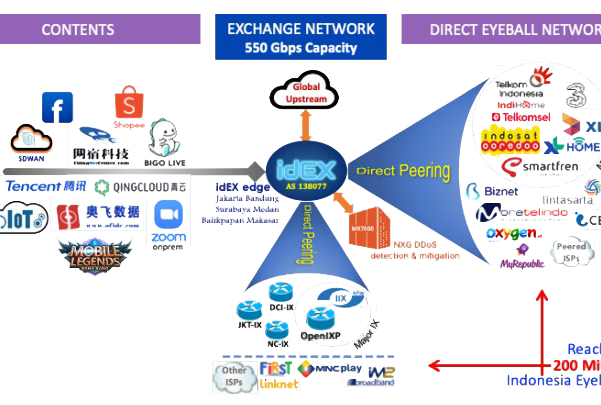 CONTENTS
EXCHANGE NETWORK
550 Gbps Capacity
DIRECT EYEBALL NETWOR
Global
Upstream
Shopee
SDWAN
网宿科技
BIGO LIVE
Tencent 腾讯
QINGCLOUD 青云
IoT
奥飞数据
www.ofidc.com
zoom
onprem
MOBILE
LEGENDS
BANG BANG
idEX
AS 138077
idEX edge
Jakarta Bandung
Surabaya Medan
Balikpapan Makasar
Direct Peering
Direct Peering
MX7000
NXG DDoS
detection & mitigation
Telkom
Indonesia
IndiHome
3
Telkomsel
XL
indosat
ooredoo
XL HOME
smartfren
Biznet
lintasarta
Moratelindo
CE
oxygen
MyRepublic
Peered
ISPs
DCI-IX
JKT-IX
NC-IX
IIX
OpenIXP
Major IX
Other
ISPs
FIRST
linknet
MNC play
iM2
broadband
Reach
200 Mi
Indonesia Eyeb